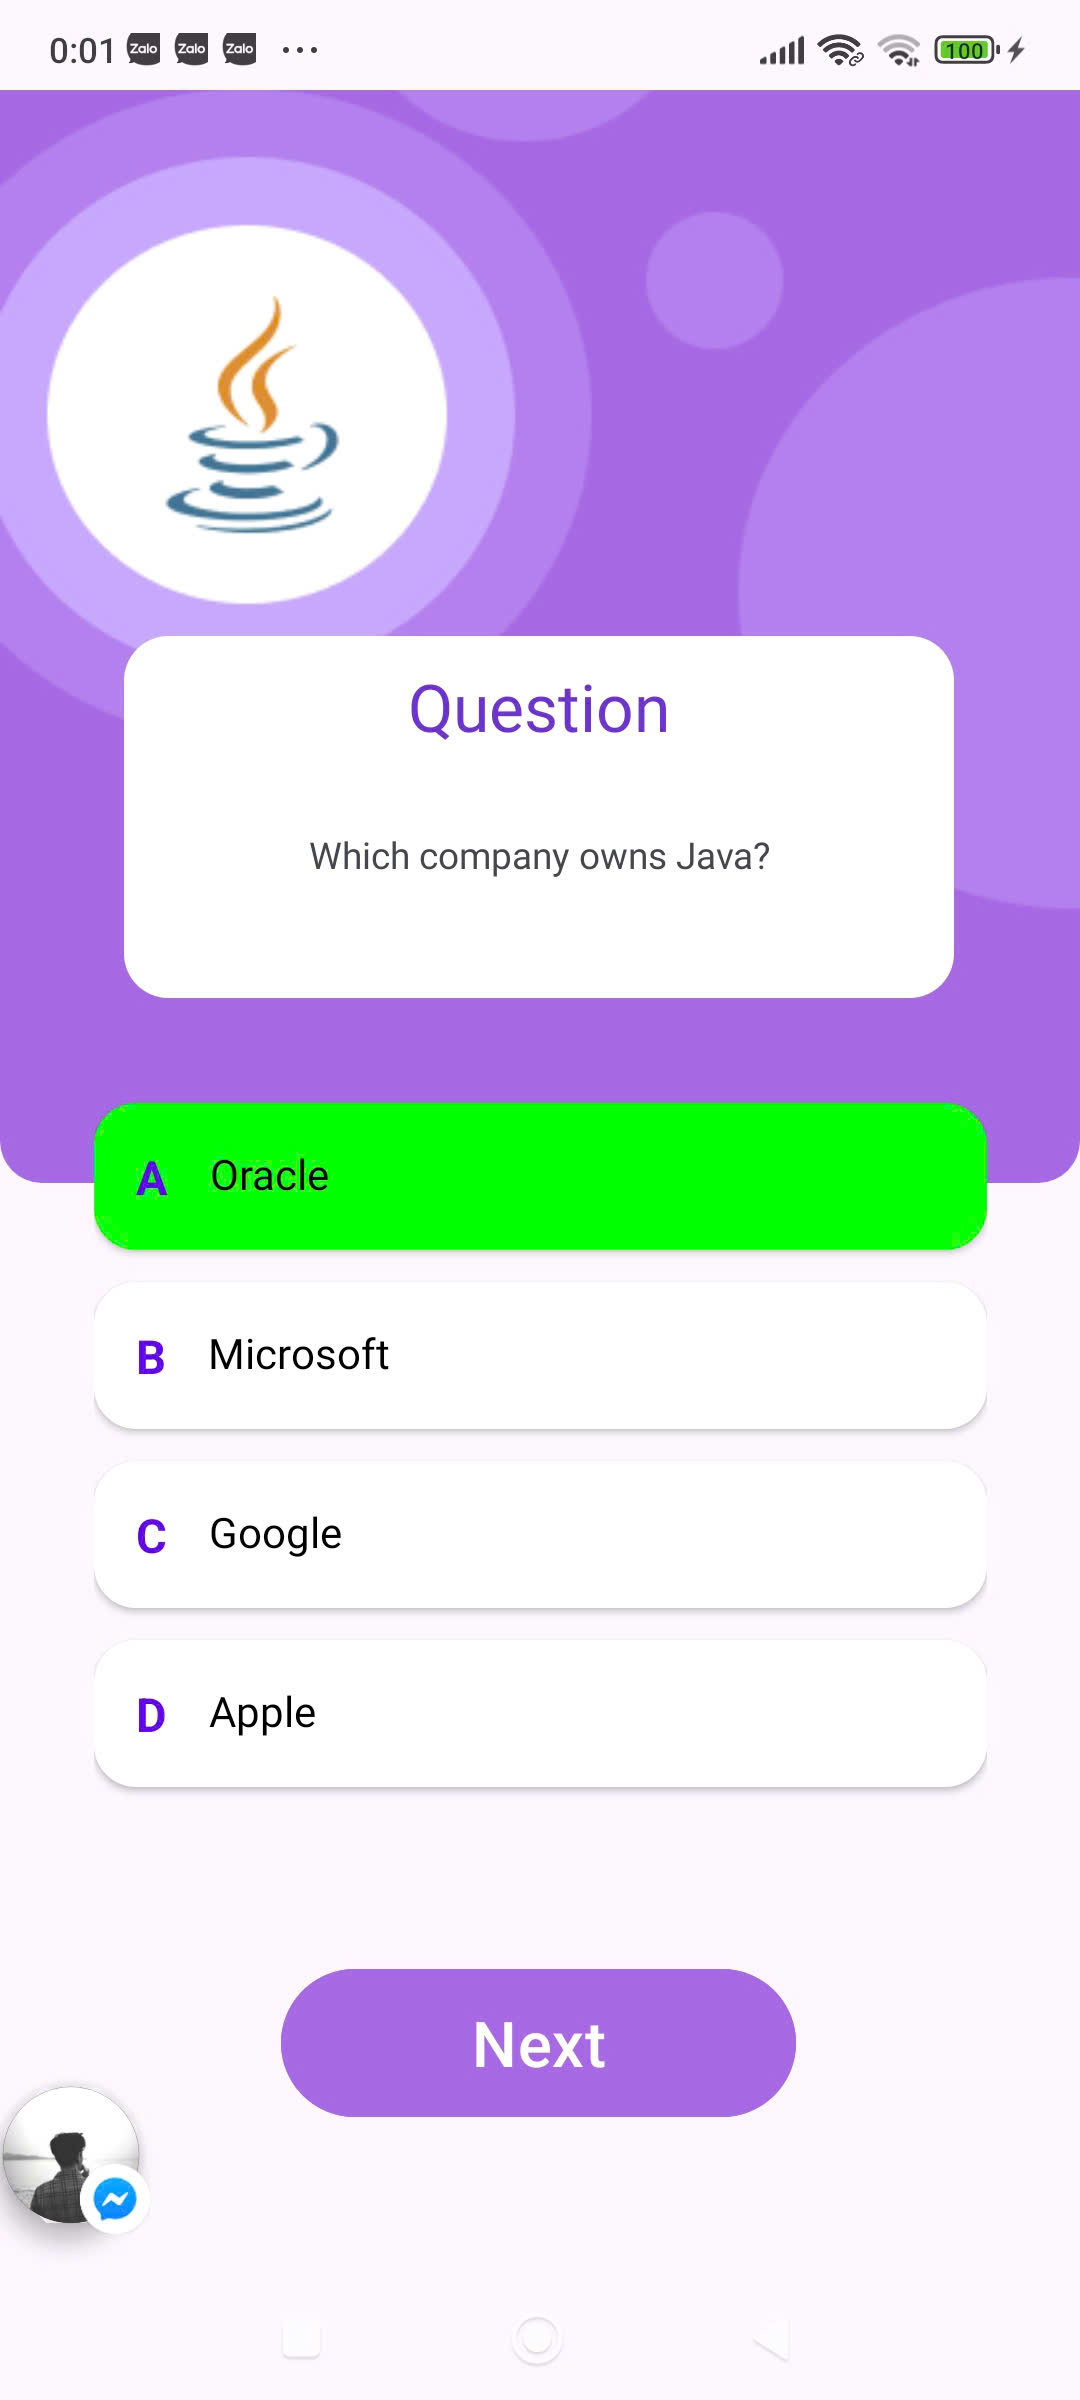 0:01 Zalo Zalo Zalo ... 100
Question
Which company owns Java?
A Oracle
B Microsoft
C Google
D Apple
Next